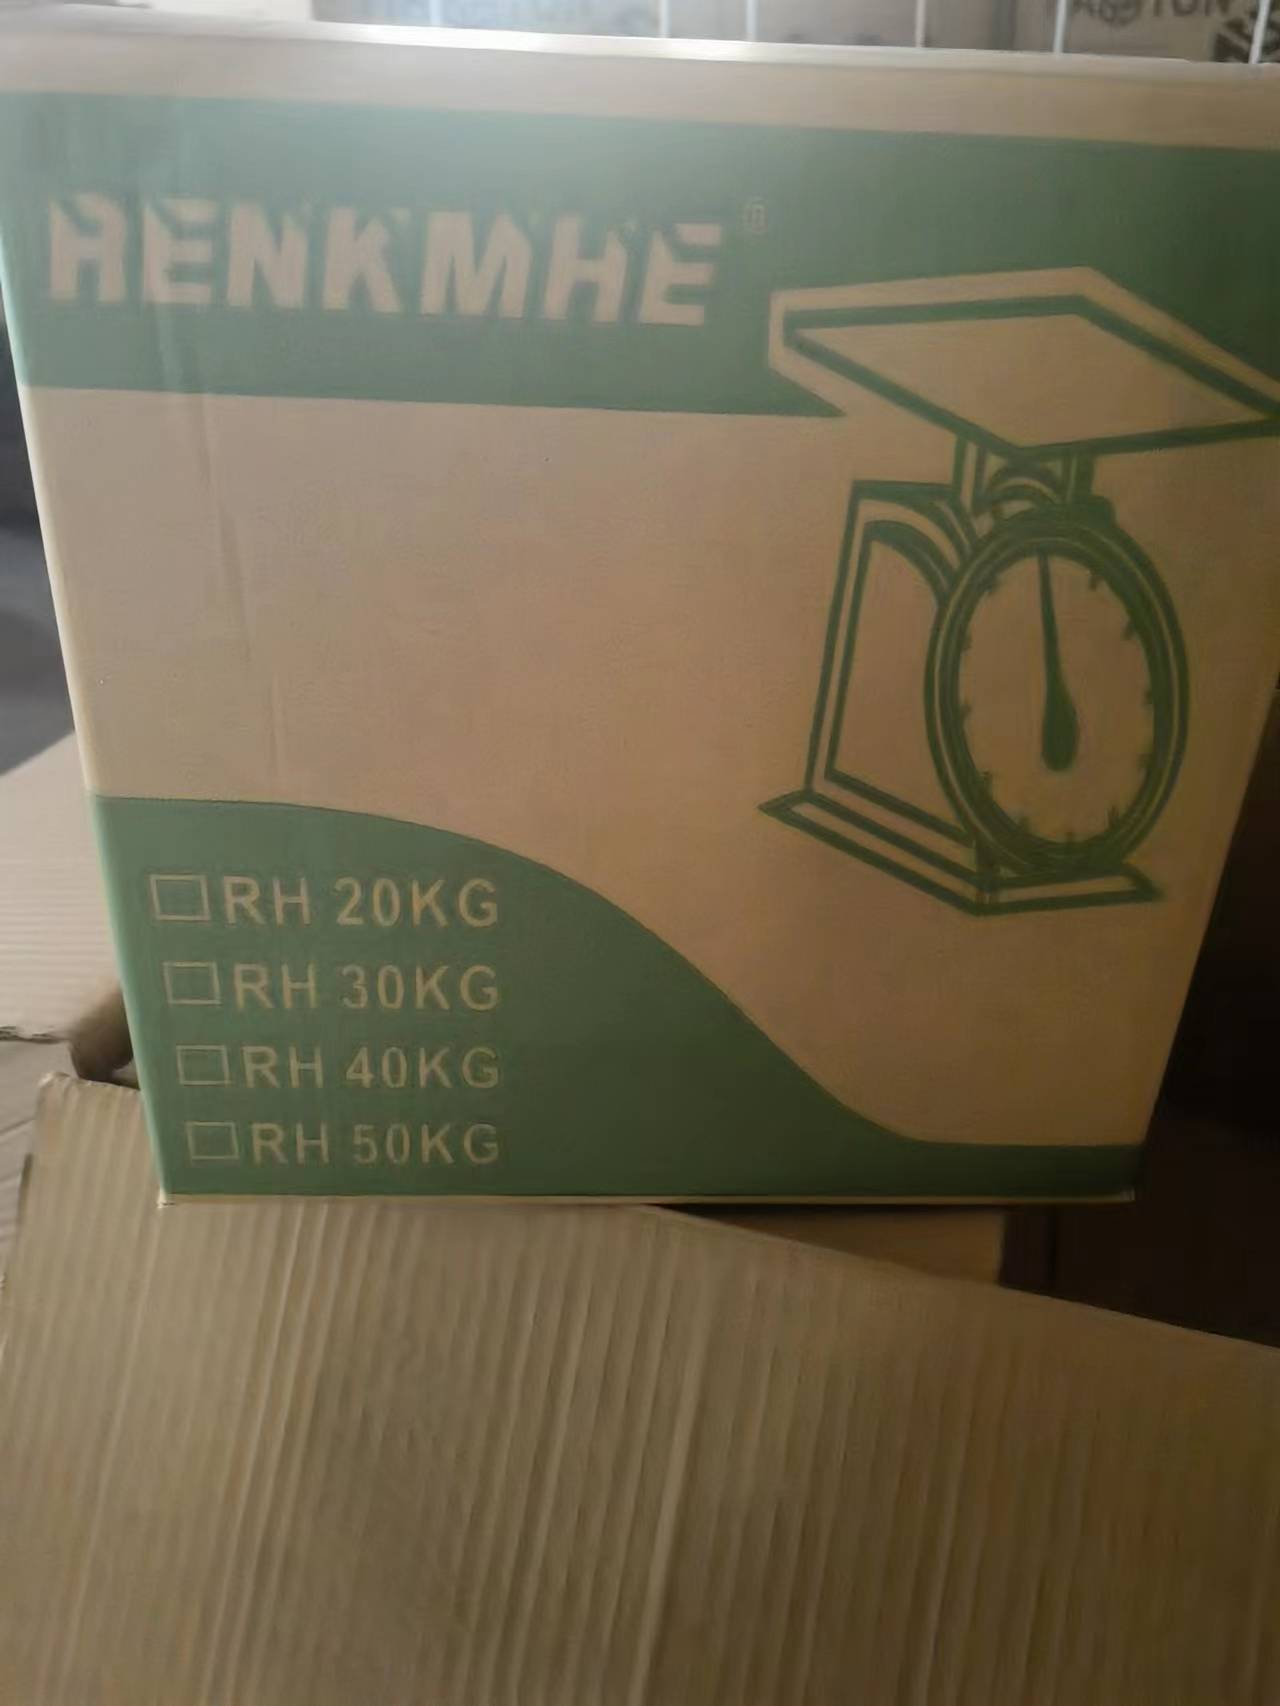 RENKMHE®
RH 20KG
RH 30KG
RH 40KG
RH 50KG